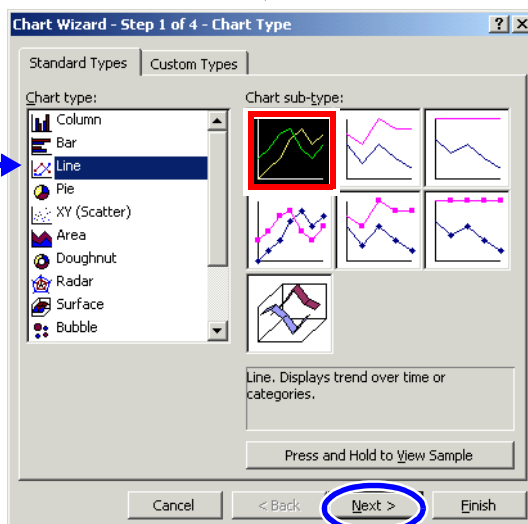 Chart Wizard - Step 1 of 4 - Chart Type
Standard Types
Custom Types
Chart type:
Column
Bar
Line
Pie
XY (Scatter)
Area
Doughnut
Radar
Surface
Bubble
Chart sub-type:
Line. Displays trend over time or
categories.
Press and Hold to View Sample
Cancel
< Back
Next >
Finish